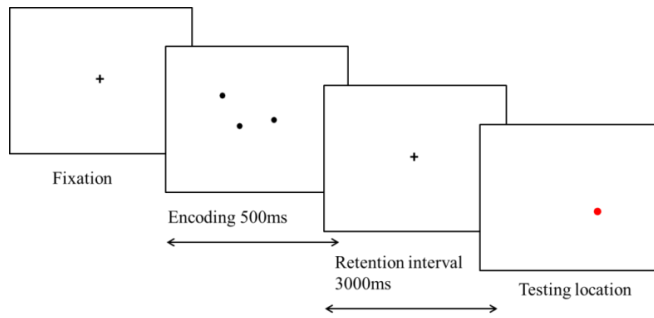 Fixation
Encoding 500ms
Retention interval
3000ms
Testing location